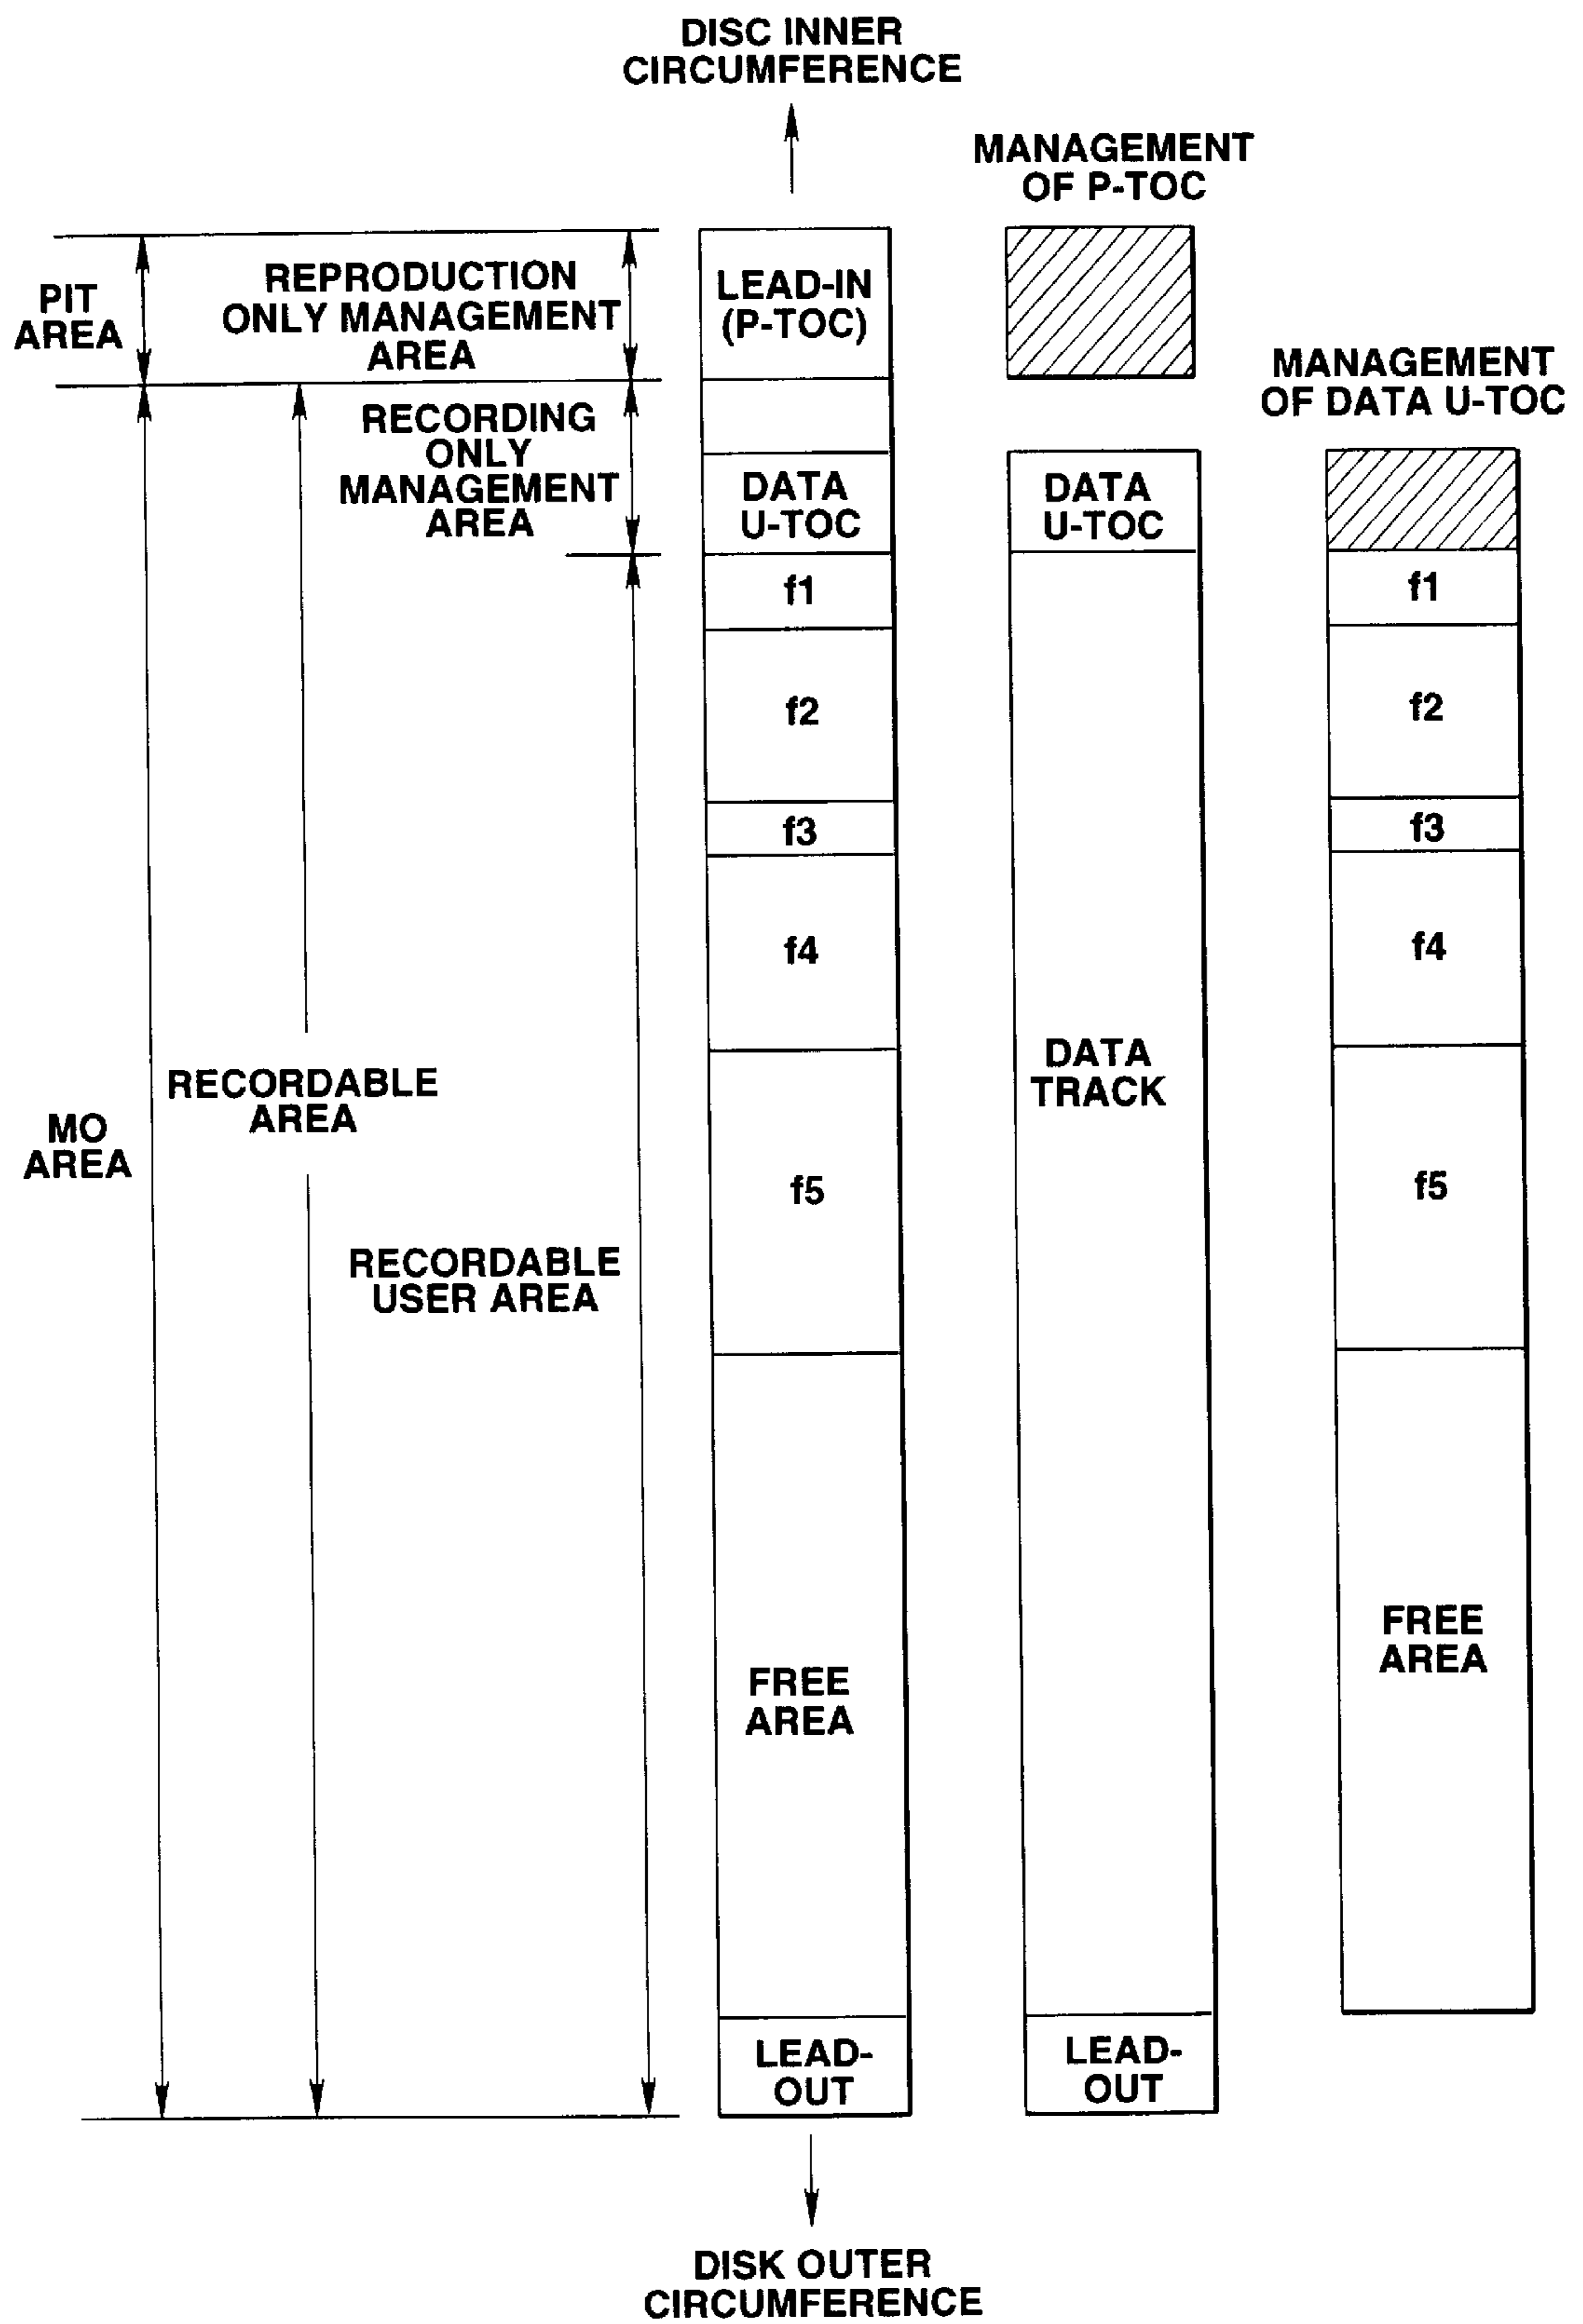 DISC INNER
CIRCUMFERENCE
MANAGEMENT
OF P-TOC
PIT
AREA
REPRODUCTION
ONLY MANAGEMENT
AREA
LEAD-IN
(P-TOC)
MANAGEMENT
OF DATA U-TOC
RECORDING
ONLY
MANAGEMENT
AREA
DATA
U-TOC
DATA
U-TOC
f1
f1
f2
f2
f3
f3
f4
f4
MO
AREA
RECORDABLE
AREA
DATA
TRACK
RECORDABLE
USER AREA
f5
f5
FREE
AREA
FREE
AREA
LEAD-
OUT
LEAD-
OUT
DISK OUTER
CIRCUMFERENCE